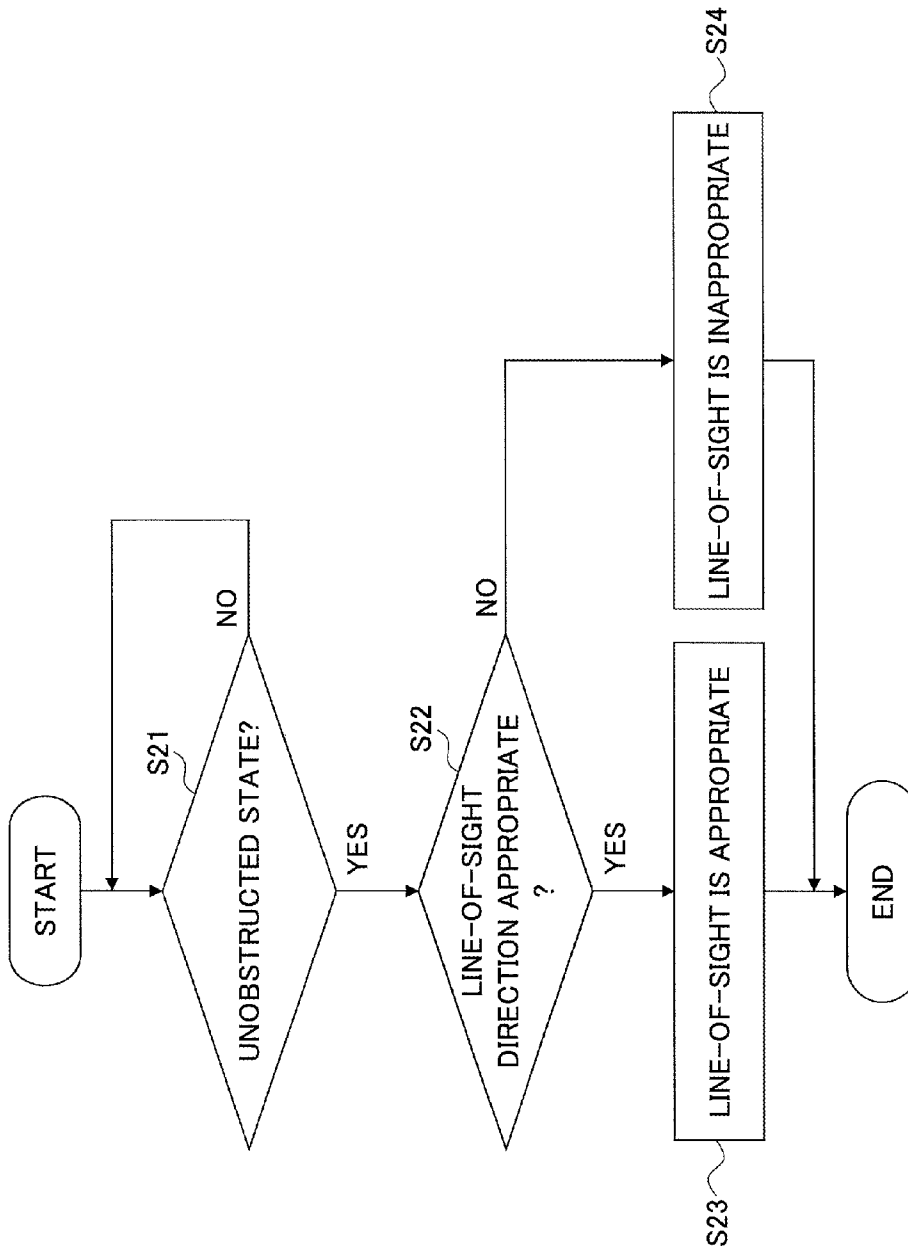 START
S21
UNOBSTRUCTED STATE?
NO
YES
S22
LINE-OF-SIGHT
DIRECTION APPROPRIATE
?
NO
YES
S23
LINE-OF-SIGHT IS APPROPRIATE
LINE-OF-SIGHT IS INAPPROPRIATE
S24
END